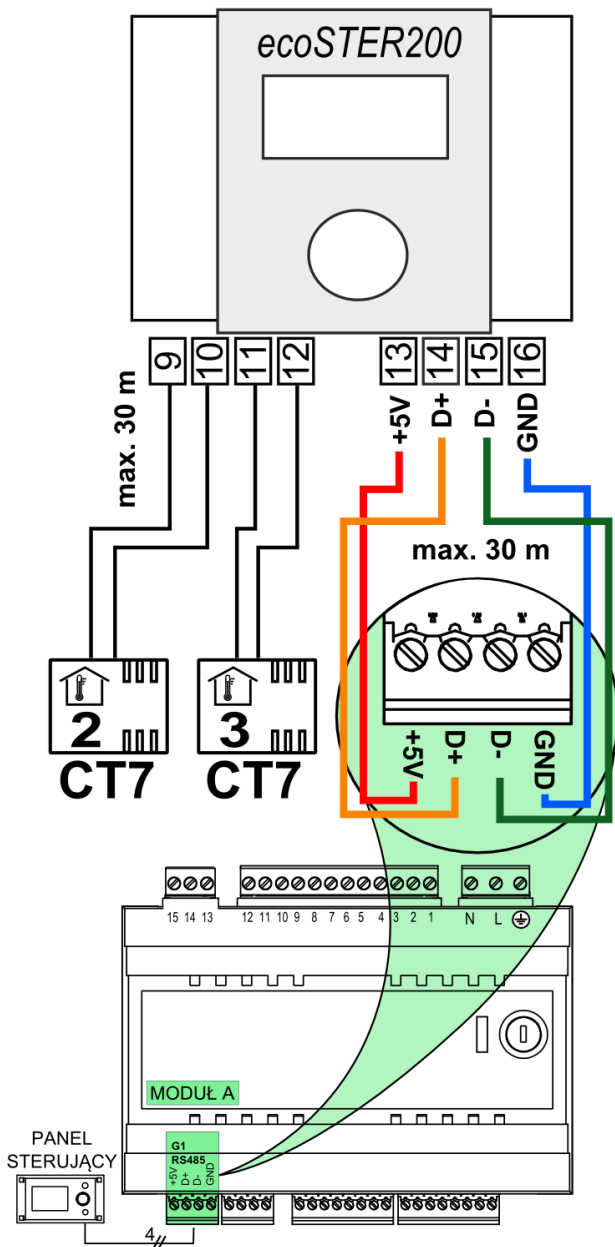 ecoSTER200
9 10 11 12 13 14 15 16
max. 30 m
+5V D+ D- GND
max. 30 m
+5V D+ D- GND
2 3
CT7 CT7
15 14 13 12 11 10 9 8 7 6 5 4 3 2 1 N L
MODUŁ A
PANEL
STERUJĄCY
G1
RS485
+5V D+ D- GND
4